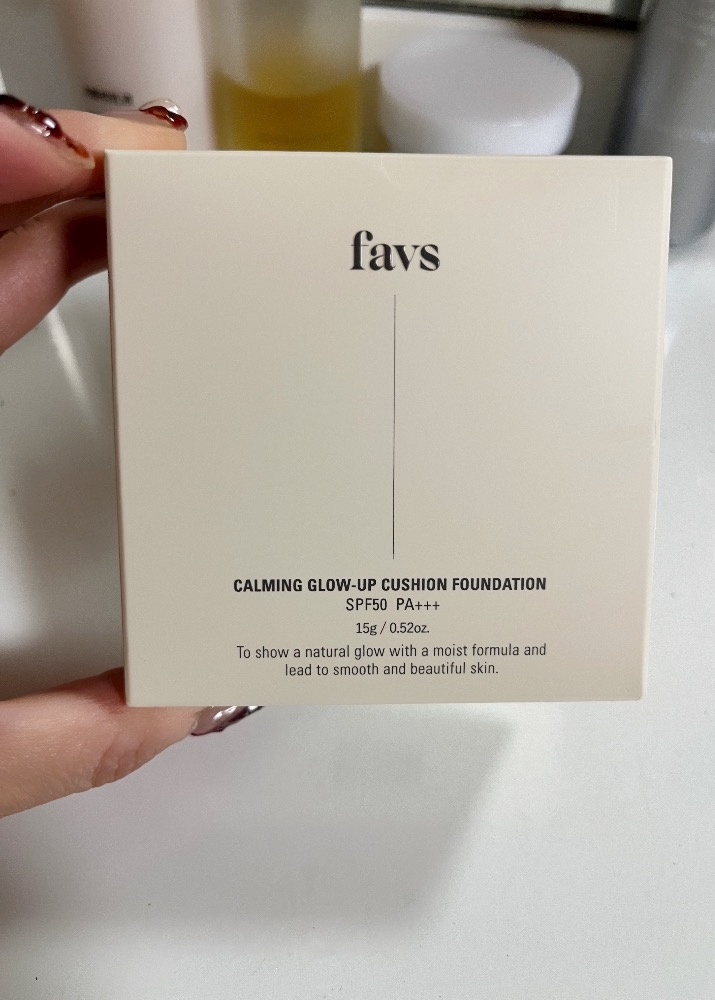 favs
CALMING GLOW-UP CUSHION FOUNDATION
SPF50 PA+++
15g / 0.52oz.
To show a natural glow with a moist formula and
lead to smooth and beautiful skin.